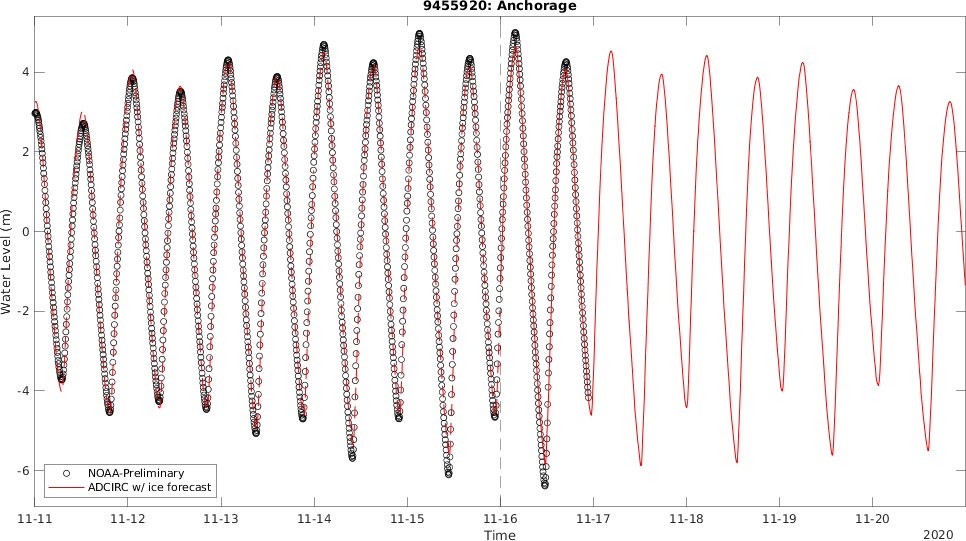 9455920: Anchorage
Water Level (m)
4
2
0
-2
-4
-6
NOAA-Preliminary
ADCIRC w/ ice forecast
11-11 11-12 11-13 11-14 11-15 11-16 11-17 11-18 11-19 11-20
Time
2020